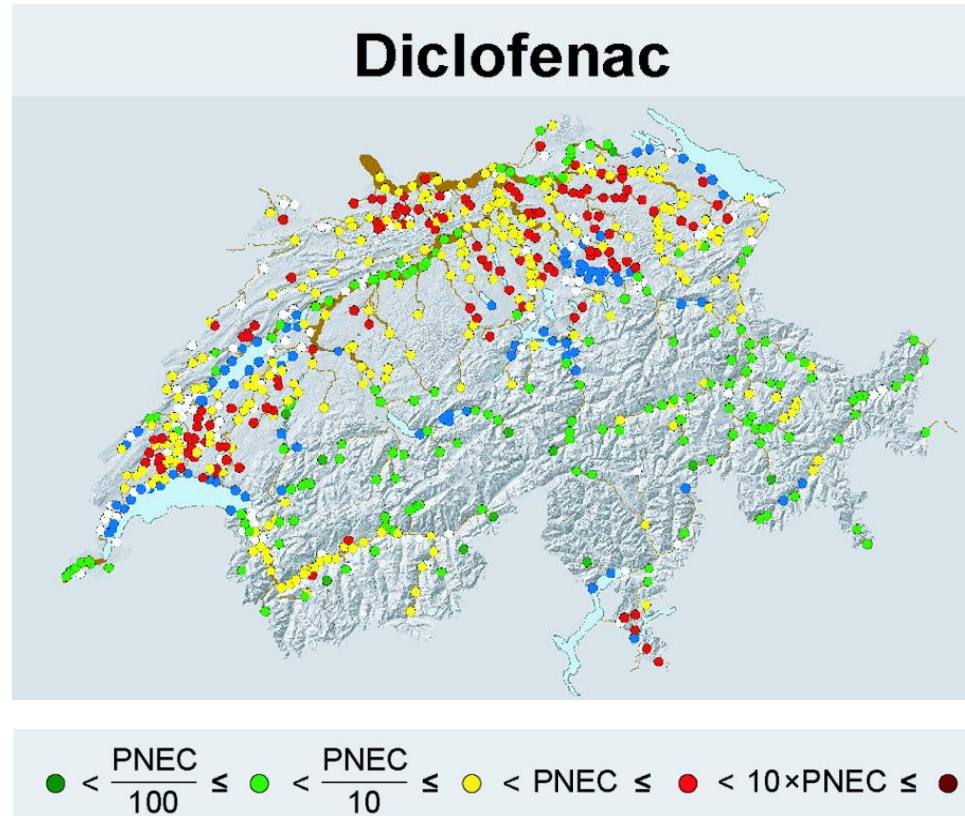 Diclofenac
< PNEC/100 ≤ < PNEC/10 ≤ < PNEC ≤ < 10×PNEC ≤